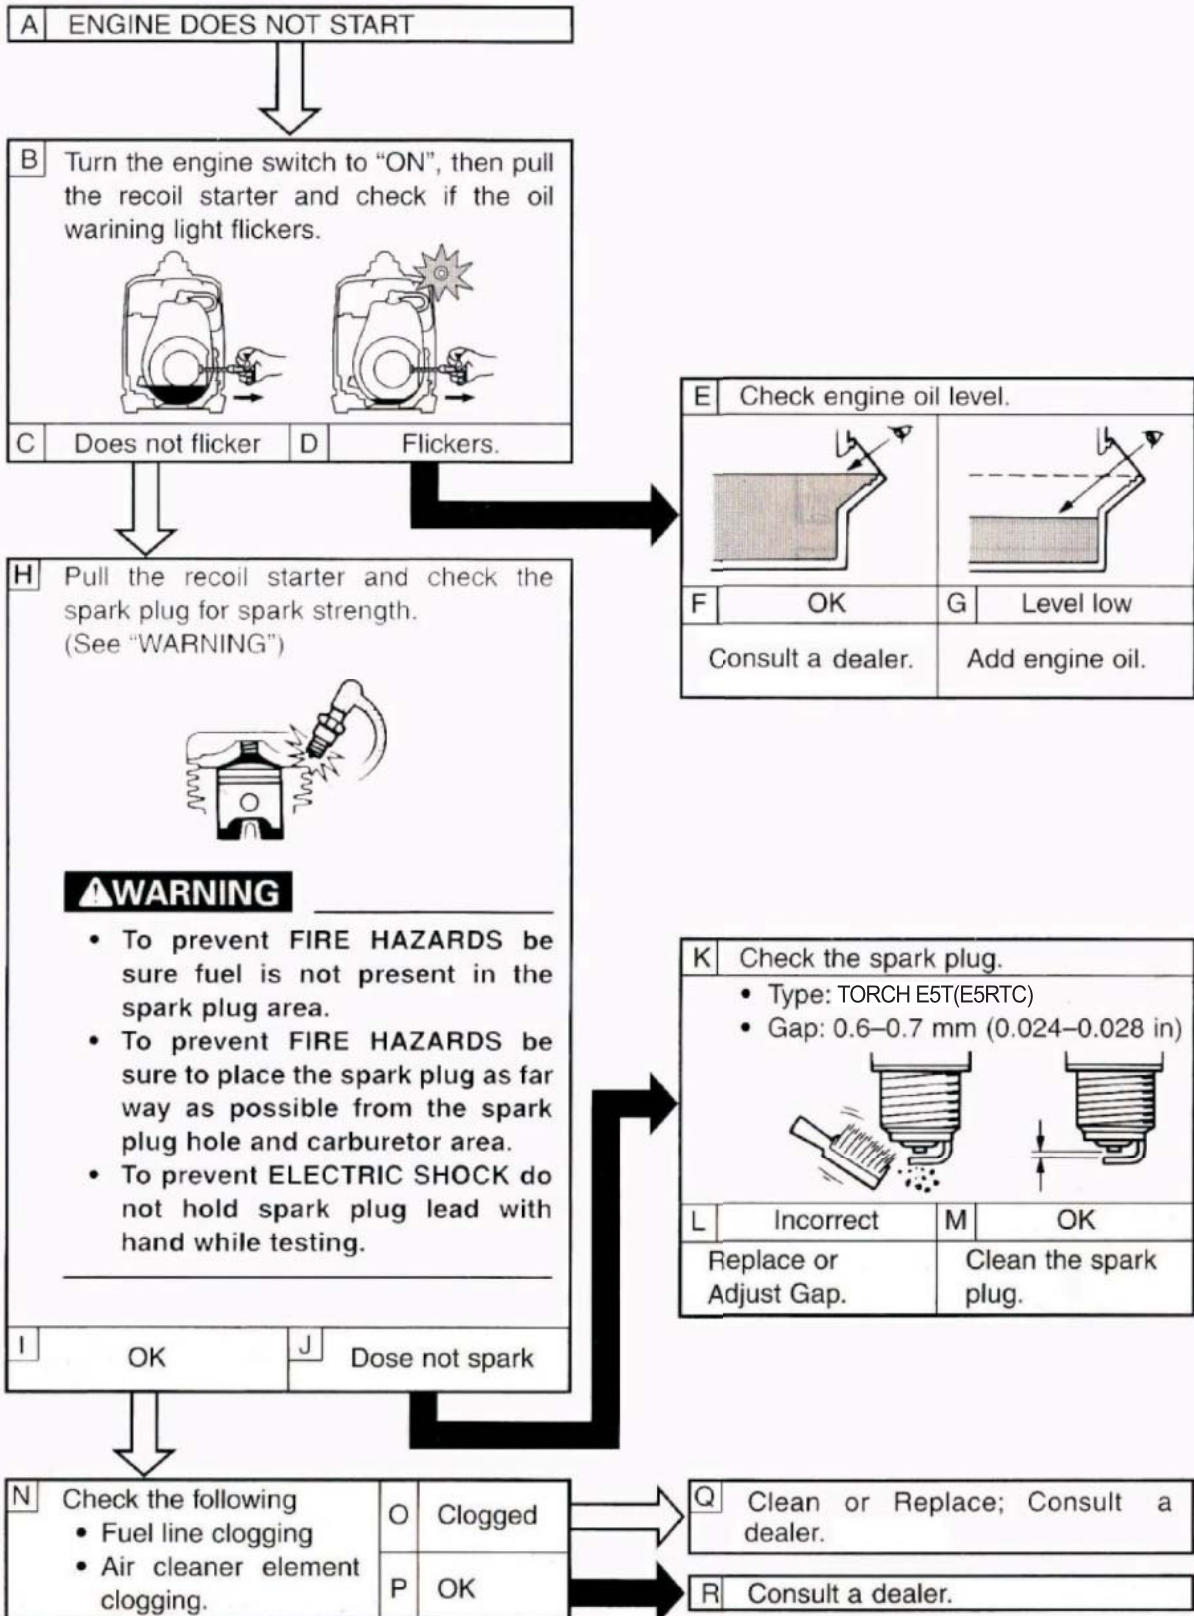 A ENGINE DOES NOT START
B Turn the engine switch to “ON”, then pull
the recoil starter and check if the oil
warining light flickers.
C Does not flicker D Flickers.
E Check engine oil level.
F OK G Level low
Consult a dealer. Add engine oil.
H Pull the recoil starter and check the
spark plug for spark strength.
(See “WARNING”)
WARNING
• To prevent FIRE HAZARDS be
sure fuel is not present in the
spark plug area.
• To prevent FIRE HAZARDS be
sure to place the spark plug as far
way as possible from the spark
plug hole and carburetor area.
• To prevent ELECTRIC SHOCK do
not hold spark plug lead with
hand while testing.
I OK J Dose not spark
K Check the spark plug.
• Type: TORCH E5T(E5RTC)
• Gap: 0.6–0.7 mm (0.024–0.028 in)
L Incorrect M OK
Replace or
Adjust Gap.
Clean the spark
plug.
N Check the following
• Fuel line clogging
• Air cleaner element
clogging.
O Clogged
P OK
Q Clean or Replace; Consult a
dealer.
R Consult a dealer.